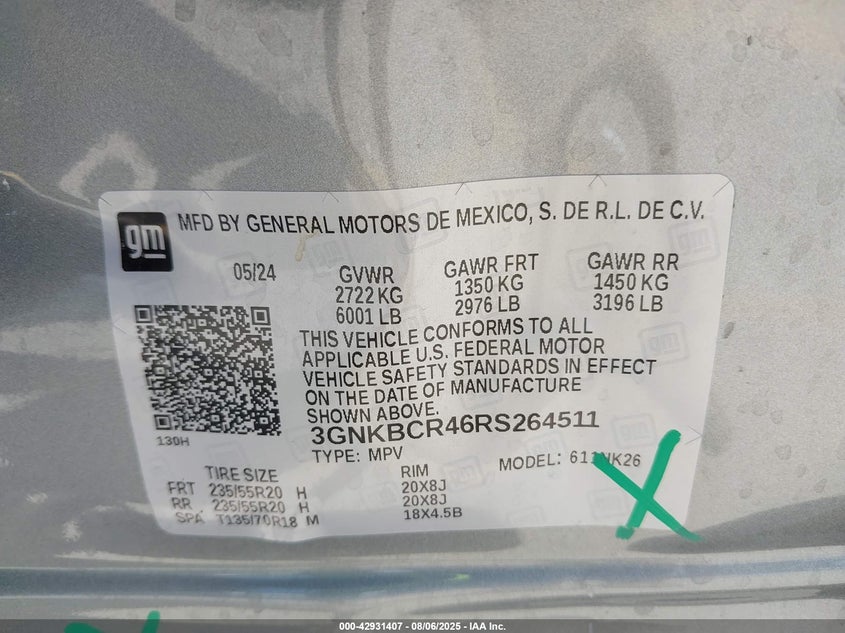 gm
MFD BY GENERAL MOTORS DE MEXICO, S. DE R.L. DE C.V.
05/24 GVWR GAWR FRT GAWR RR
2722 KG 1350 KG 1450 KG
6001 LB 2976 LB 3196 LB
THIS VEHICLE CONFORMS TO ALL
APPLICABLE U.S. FEDERAL MOTOR
VEHICLE SAFETY STANDARDS IN EFFECT
ON THE DATE OF MANUFACTURE
SHOWN ABOVE.
3GNKBCR46RS264511
130H
TYPE: MPV MODEL: NK26
TIRE SIZE RIM
FRT 235/55R20 H 20X8J
RR 235/55R20 H 20X8J
SPA T135/70R18 M 18X4.5B
000-42931407 - 08/06/2025 - IAA Inc.